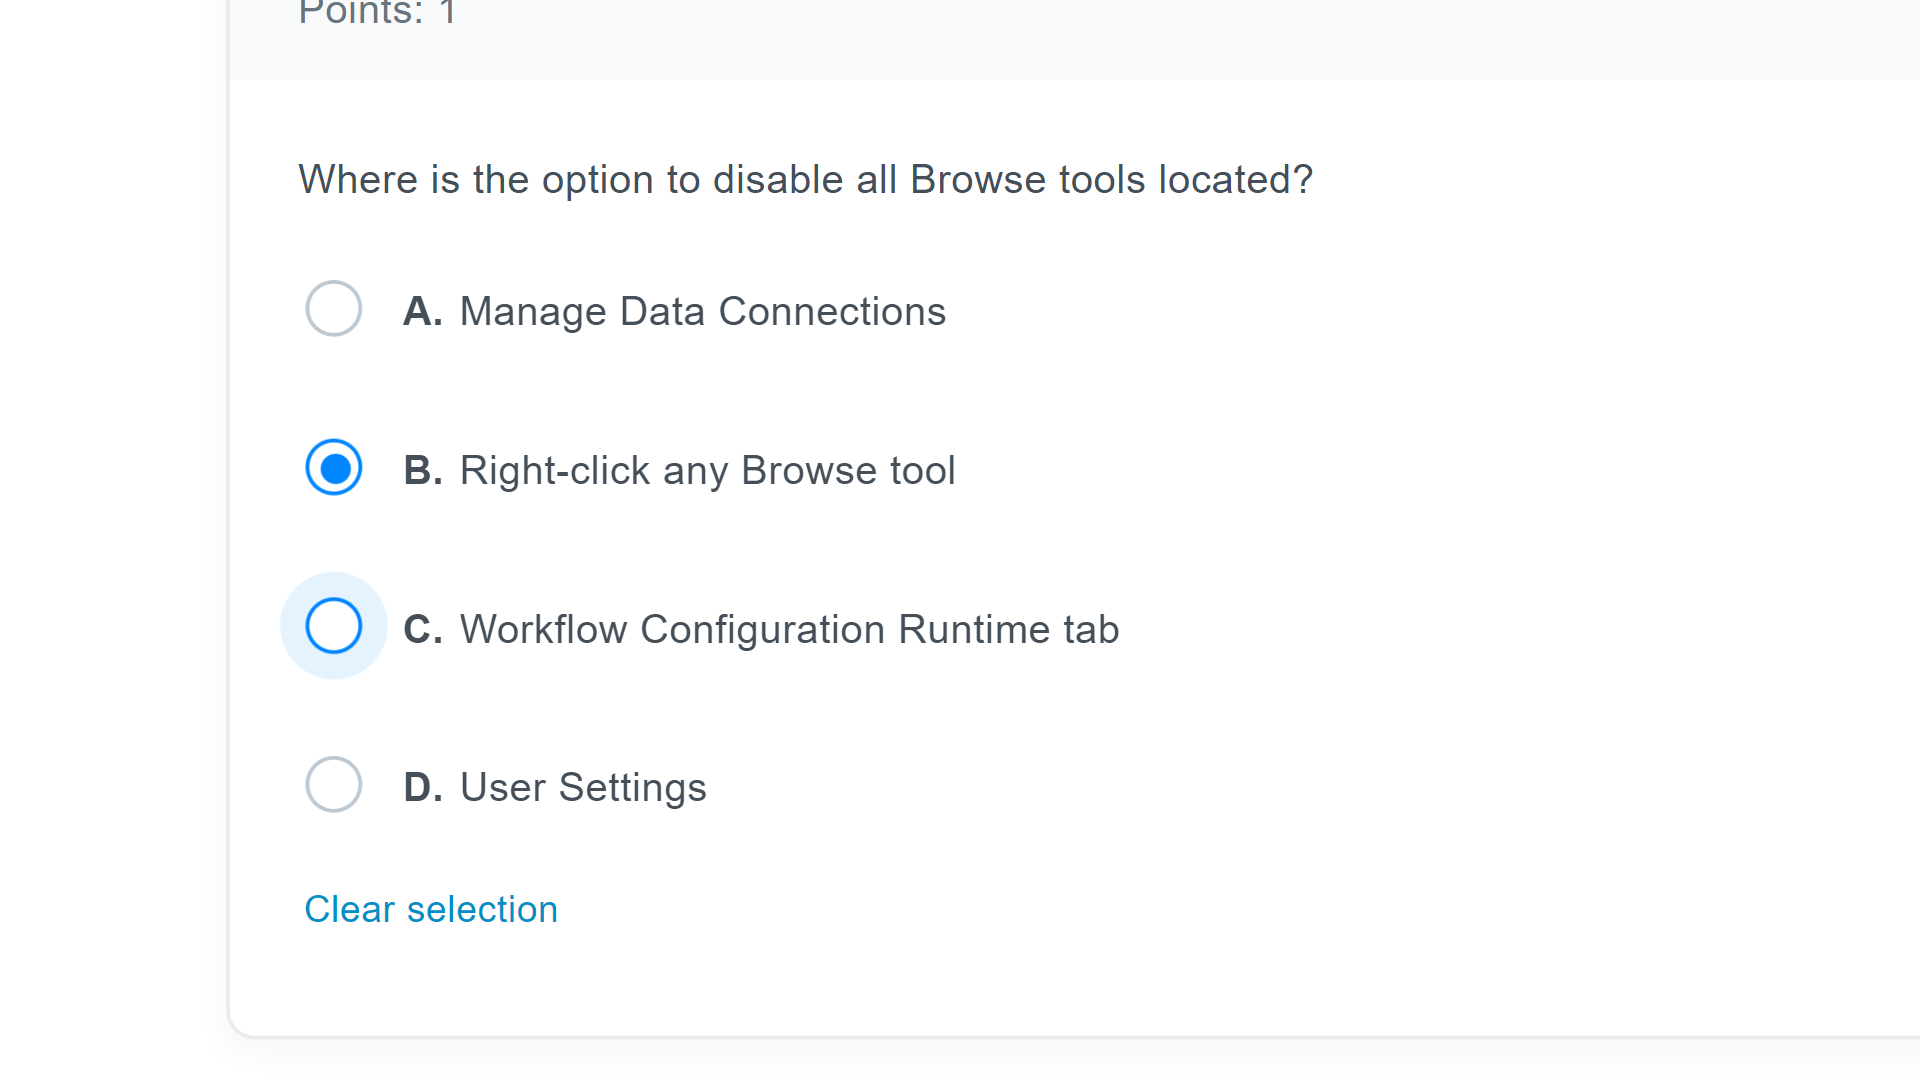 Points: 1
Where is the option to disable all Browse tools located?
A. Manage Data Connections
B. Right-click any Browse tool
C. Workflow Configuration Runtime tab
D. User Settings
Clear selection